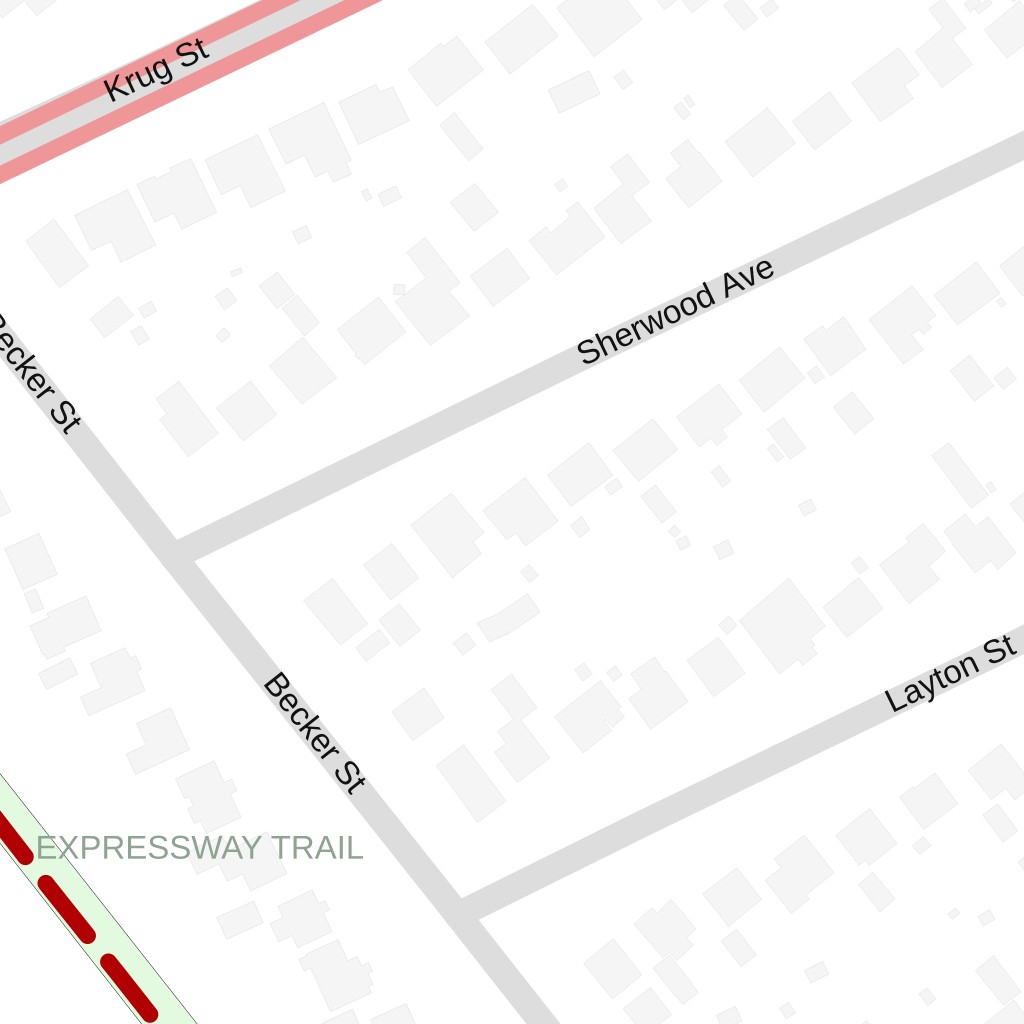 Krug St
Sherwood Ave
Becker St
Layton St
Becker St
EXPRESSWAY TRAIL